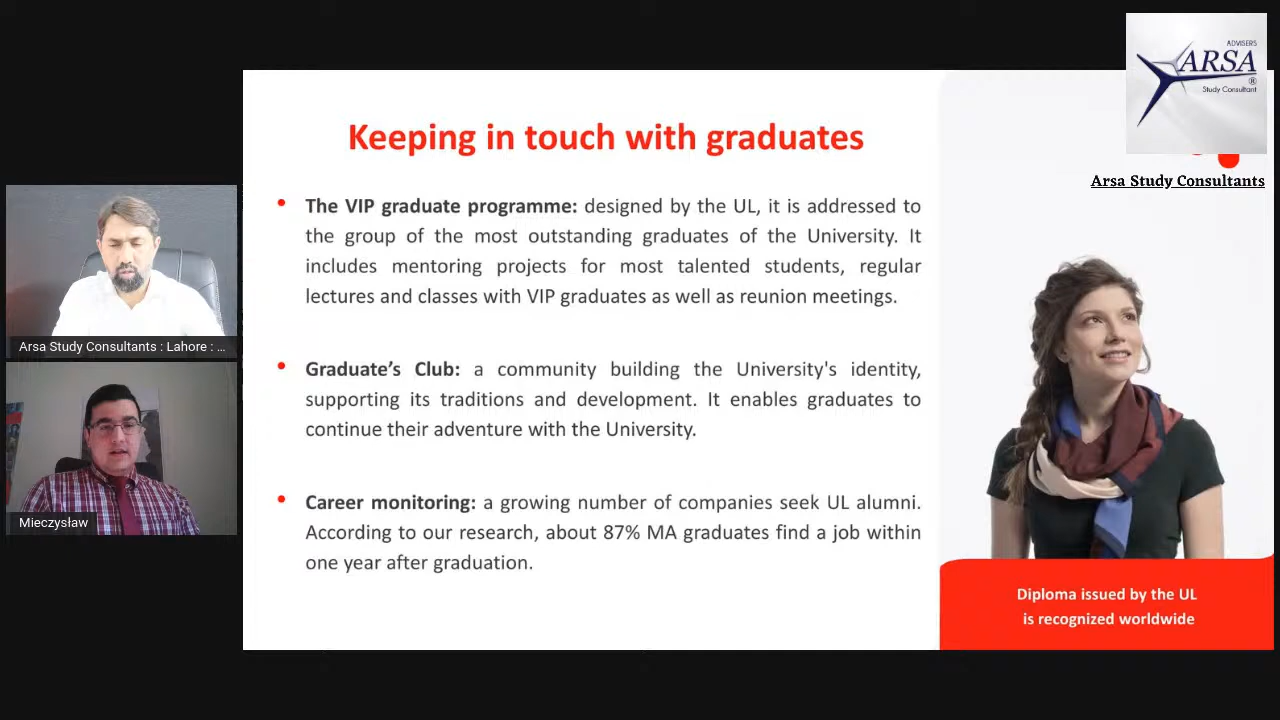 ADVISERS
ARSA
®
Study Consultant
Arsa Study Consultants
Keeping in touch with graduates
• The VIP graduate programme: designed by the UL, it is addressed to
the group of the most outstanding graduates of the University. It
includes mentoring projects for most talented students, regular
lectures and classes with VIP graduates as well as reunion meetings.
• Graduate’s Club: a community building the University's identity,
supporting its traditions and development. It enables graduates to
continue their adventure with the University.
• Career monitoring: a growing number of companies seek UL alumni.
According to our research, about 87% MA graduates find a job within
one year after graduation.
Arsa Study Consultants : Lahore : ...
Mieczysław
Diploma issued by the UL
is recognized worldwide